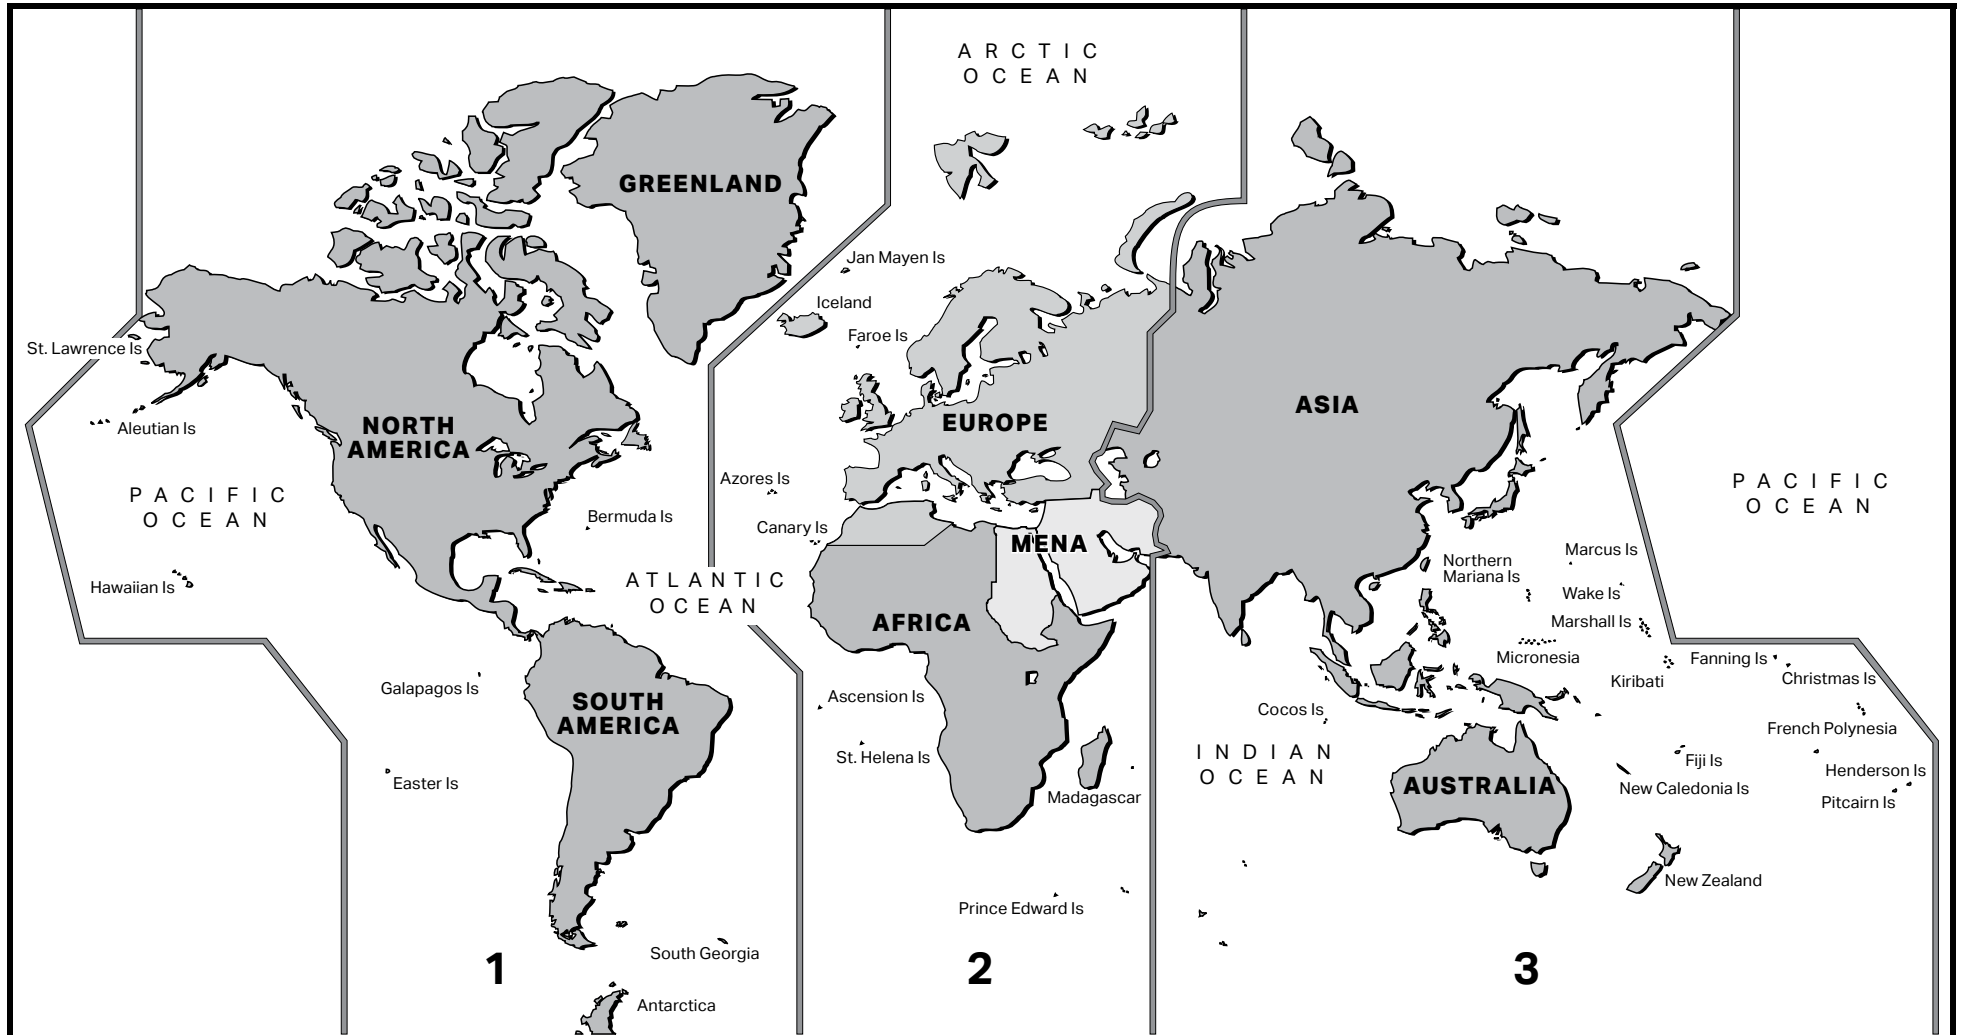 ARCTIC
OCEAN
GREENLAND
Jan Mayen Is
Iceland
Faroe Is
St. Lawrence Is
Aleutian Is
NORTH
AMERICA
EUROPE
ASIA
PACIFIC
OCEAN
Azores Is
Bermuda Is
Canary Is
MENA
PACIFIC
OCEAN
Hawaiian Is
ATLANTIC
OCEAN
AFRICA
Northern
Mariana Is
Marcus Is
Wake Is
Marshall Is
Micronesia
Fanning Is
Kiribati
Christmas Is
Galapagos Is
SOUTH
AMERICA
Ascension Is
St. Helena Is
Cocos Is
French Polynesia
INDIAN
OCEAN
Fiji Is
Henderson Is
Easter Is
Madagascar
AUSTRALIA
New Caledonia Is
Pitcairn Is
New Zealand
Prince Edward Is
South Georgia
1
2
3
Antarctica